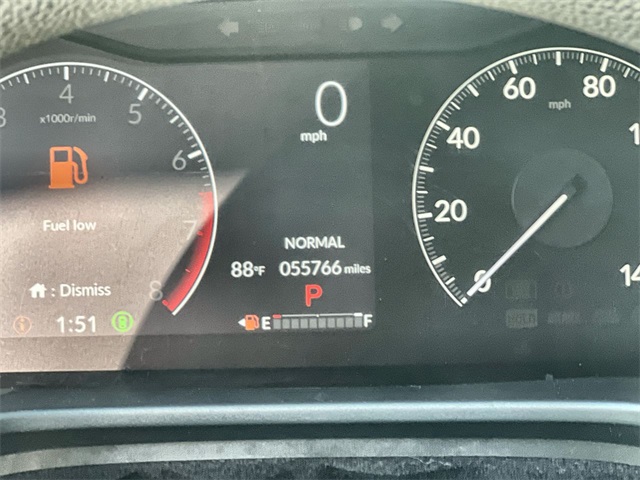 3 4 5 6 7 8
x1000r/min
Fuel low
: Dismiss
1:51
0
mph
NORMAL
88°F 055766 miles
P
E F
0 20 40 60 80
mph